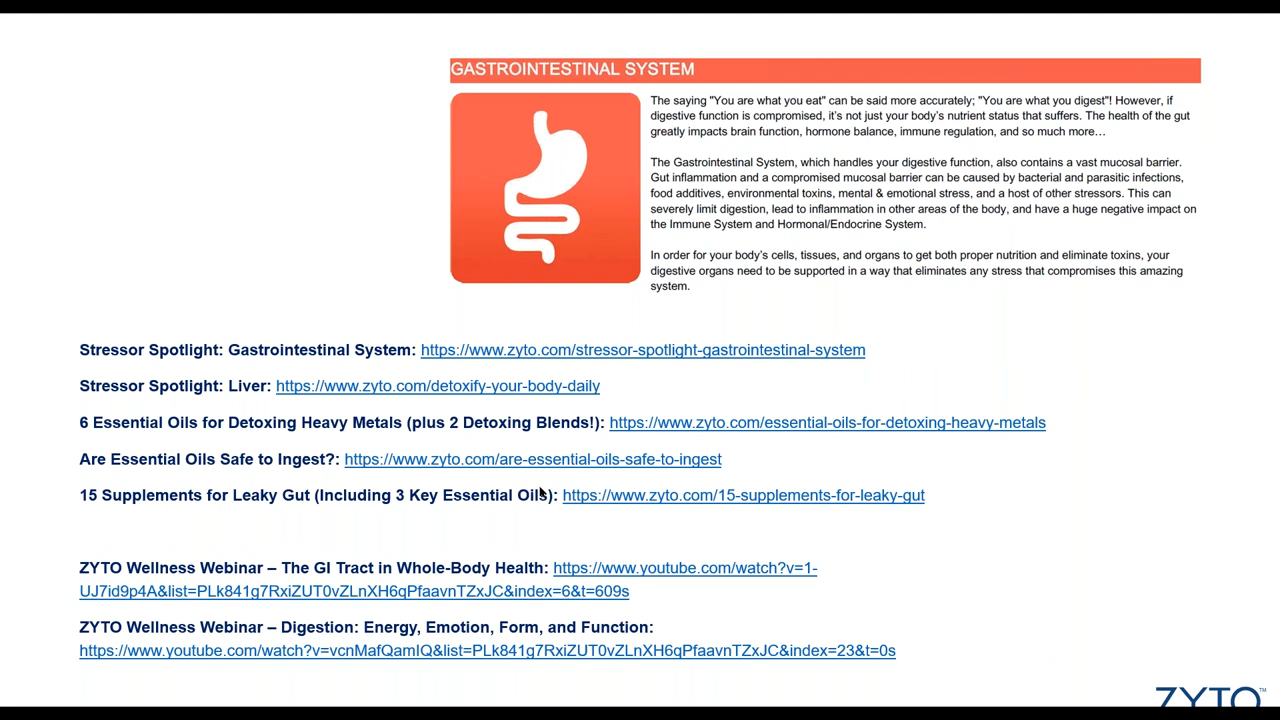 GASTROINTESTINAL SYSTEM
The saying "You are what you eat" can be said more accurately; "You are what you digest"! However, if
digestive function is compromised, it's not just your body's nutrient status that suffers. The health of the gut
greatly impacts brain function, hormone balance, immune regulation, and so much more…
The Gastrointestinal System, which handles your digestive function, also contains a vast mucosal barrier.
Gut inflammation and a compromised mucosal barrier can be caused by bacterial and parasitic infections,
food additives, environmental toxins, mental & emotional stress, and a host of other stressors. This can
severely limit digestion, lead to inflammation in other areas of the body, and have a huge negative impact on
the Immune System and Hormonal/Endocrine System.
In order for your body's cells, tissues, and organs to get both proper nutrition and eliminate toxins, your
digestive organs need to be supported in a way that eliminates any stress that compromises this amazing
system.
Stressor Spotlight: Gastrointestinal System: https://www.zyto.com/stressor-spotlight-gastrointestinal-system
Stressor Spotlight: Liver: https://www.zyto.com/detoxify-your-body-daily
6 Essential Oils for Detoxing Heavy Metals (plus 2 Detoxing Blends!): https://www.zyto.com/essential-oils-for-detoxing-heavy-metals
Are Essential Oils Safe to Ingest?: https://www.zyto.com/are-essential-oils-safe-to-ingest
15 Supplements for Leaky Gut (Including 3 Key Essential Oils): https://www.zyto.com/15-supplements-for-leaky-gut
ZYTO Wellness Webinar – The GI Tract in Whole-Body Health: https://www.youtube.com/watch?v=1-
UJ7id9p4A&list=PLk841g7RxiZUT0vZLnXH6qPfaavnTZxJC&index=6&t=609s
ZYTO Wellness Webinar – Digestion: Energy, Emotion, Form, and Function:
https://www.youtube.com/watch?v=vcnMafQamIQ&list=PLk841g7RxiZUT0vZLnXH6qPfaavnTZxJC&index=23&t=0s
ZYTO™